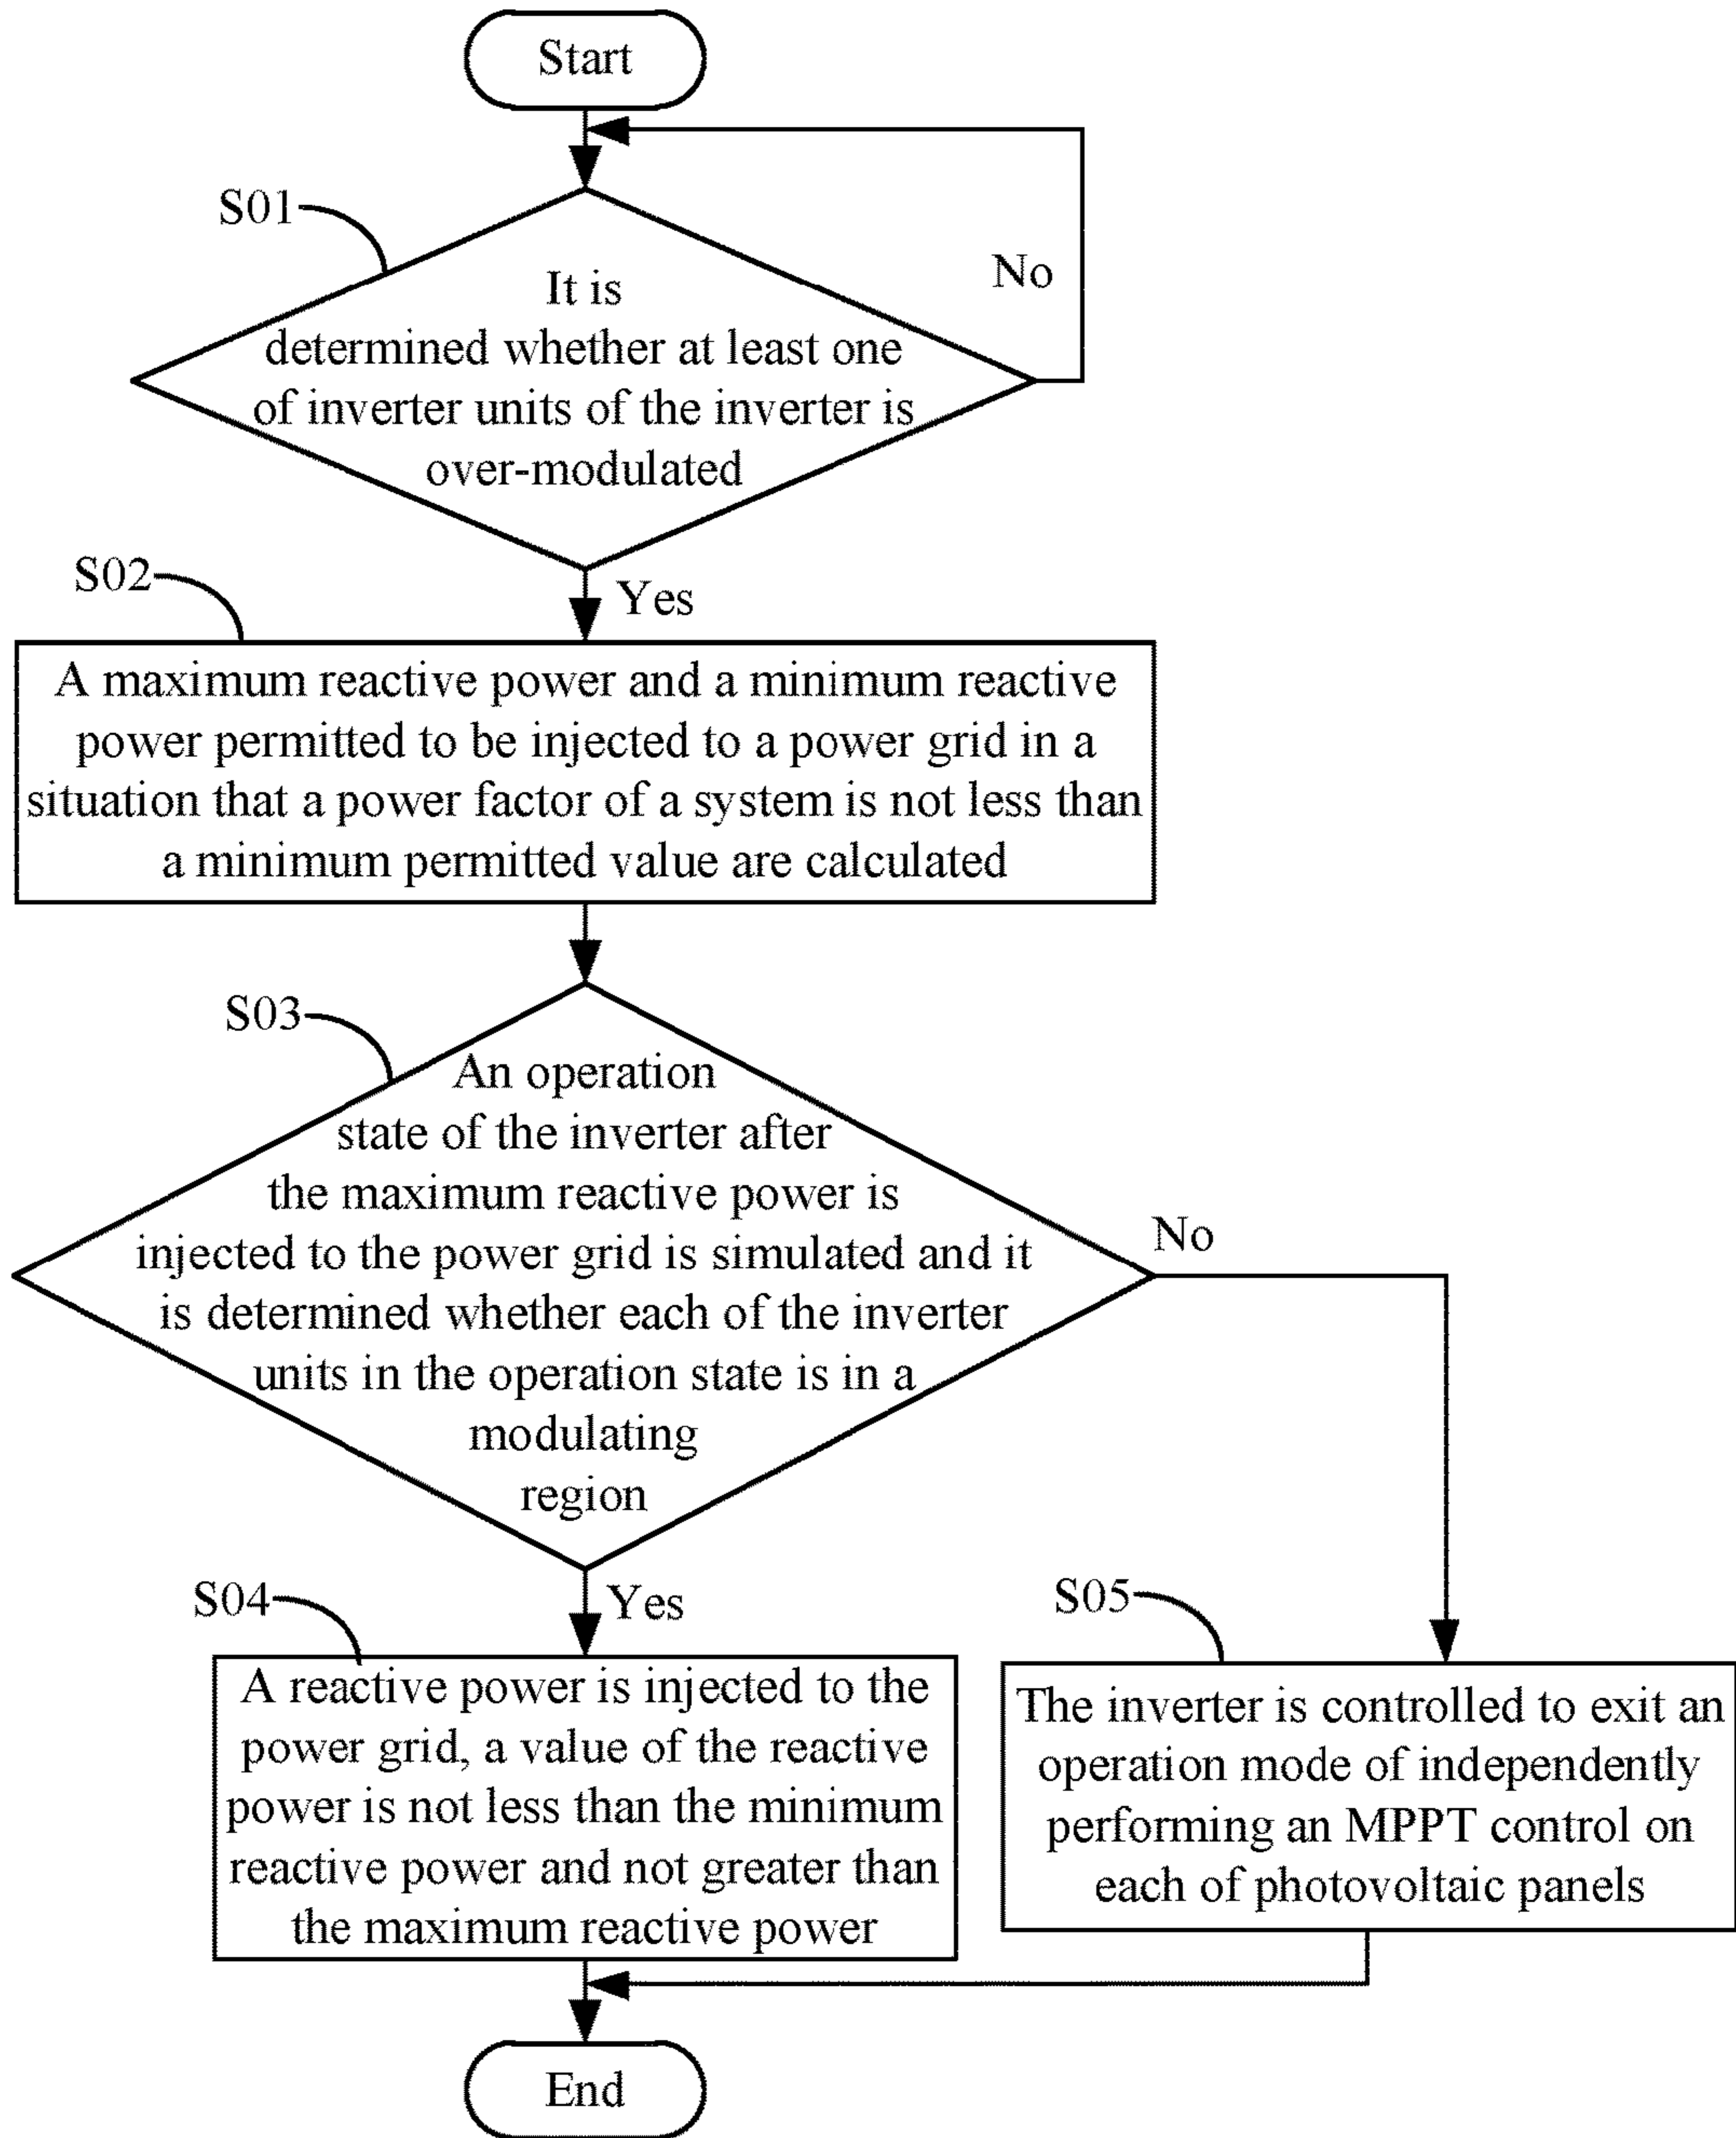 Start
S01
No
It is
determined whether at least one
of inverter units of the inverter is
over-modulated
S02
Yes
A maximum reactive power and a minimum reactive
power permitted to be injected to a power grid in a
situation that a power factor of a system is not less than
a minimum permitted value are calculated
S03
An operation
state of the inverter after
the maximum reactive power is
injected to the power grid is simulated and it
is determined whether each of the inverter
units in the operation state is in a
modulating
region
No
S04
Yes
A reactive power is injected to the
power grid, a value of the reactive
power is not less than the minimum
reactive power and not greater than
the maximum reactive power
S05
The inverter is controlled to exit an
operation mode of independently
performing an MPPT control on
each of photovoltaic panels
End